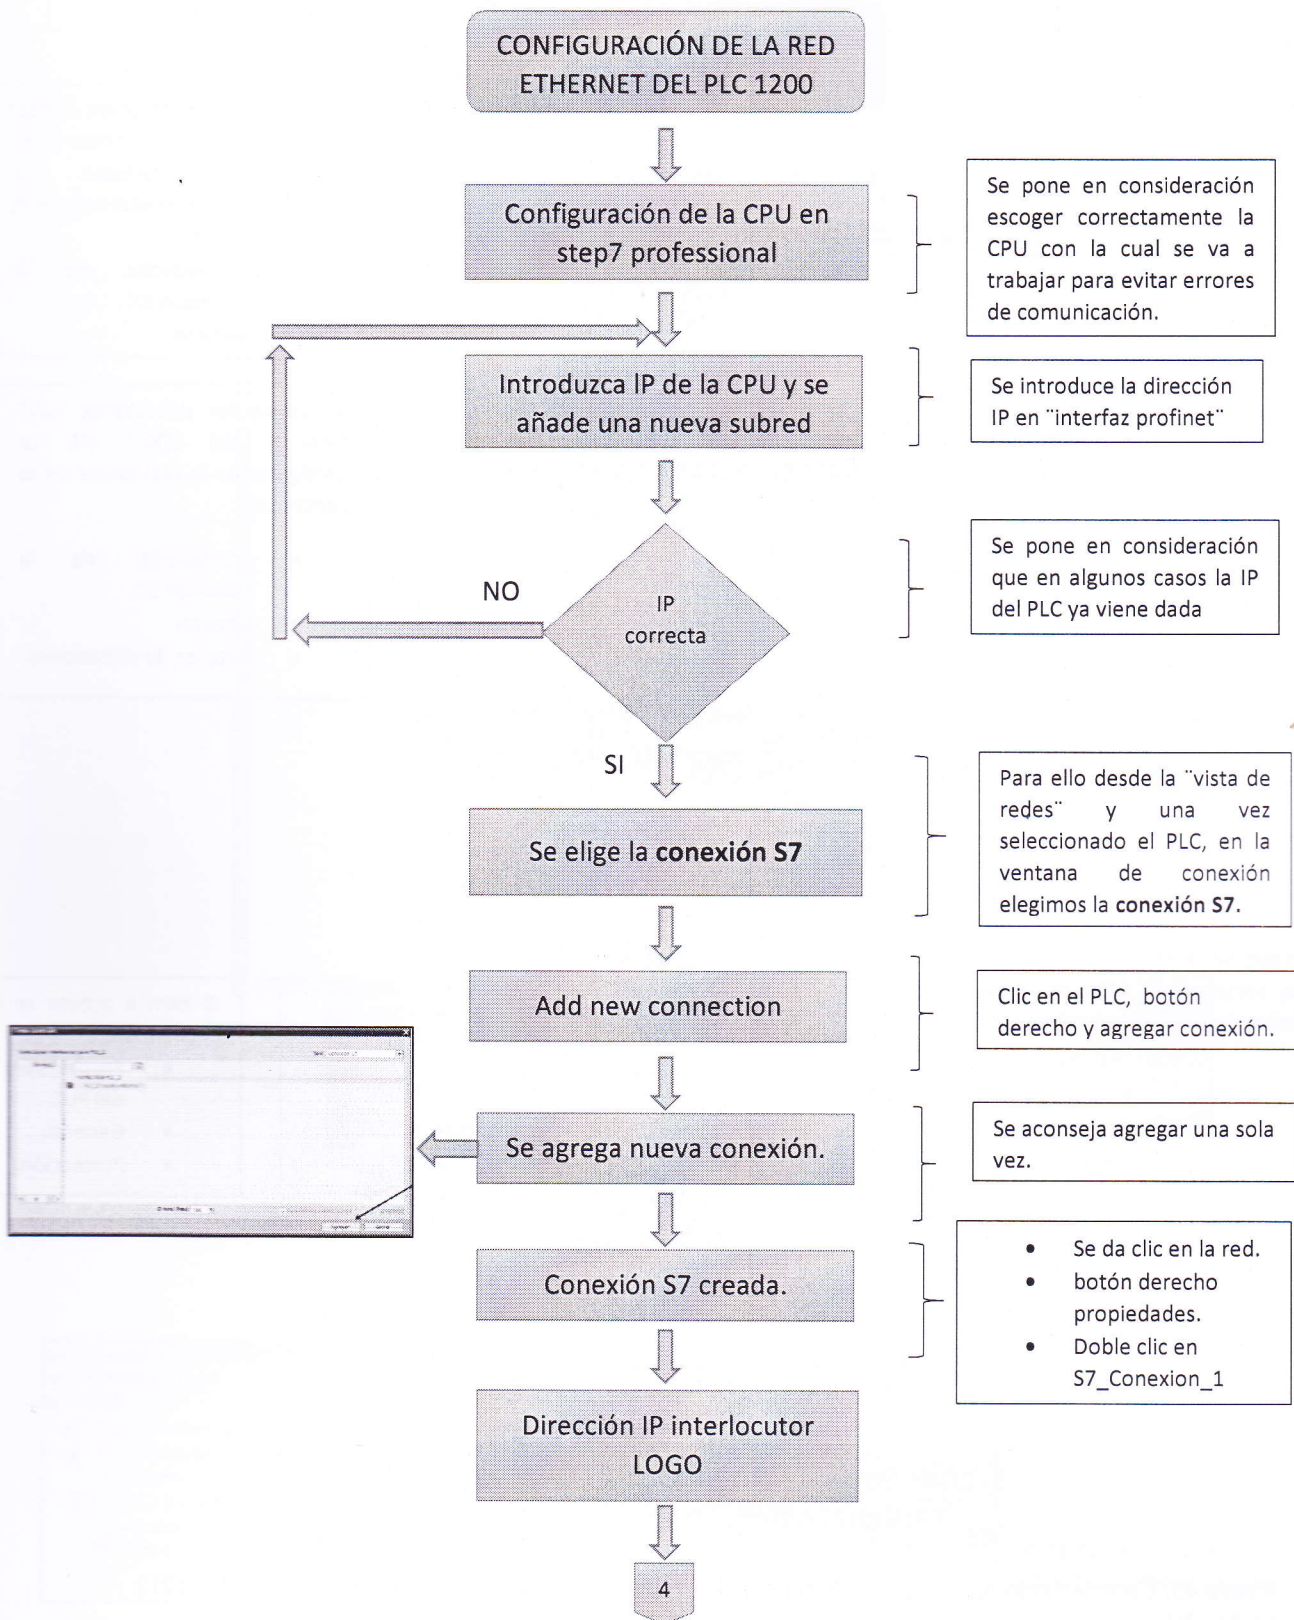 CONFIGURACIÓN DE LA RED
ETHERNET DEL PLC 1200
Configuración de la CPU en
step7 professional
Se pone en consideración
escoger correctamente la
CPU con la cual se va a
trabajar para evitar errores
de comunicación.
Introduzca IP de la CPU y se
añade una nueva subred
Se introduce la dirección
IP en ¨interfaz profinet¨
NO
IP
correcta
Se pone en consideración
que en algunos casos la IP
del PLC ya viene dada
SI
Se elige la conexión S7
Para ello desde la ¨vista de
redes¨ y una vez
seleccionado el PLC, en la
ventana de conexión
elegimos la conexión S7.
Add new connection
Clic en el PLC, botón
derecho y agregar conexión.
Se agrega nueva conexión.
Se aconseja agregar una sola
vez.
Conexión S7 creada.
• Se da clic en la red.
• botón derecho
propiedades.
• Doble clic en
S7_Conexion_1
Dirección IP interlocutor
LOGO
4